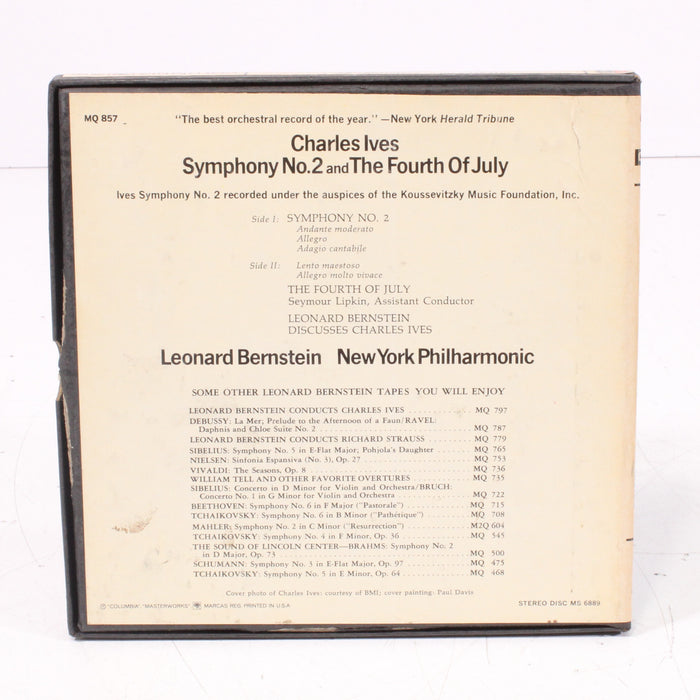 MQ 857 "The best orchestral record of the year." —New York Herald Tribune
Charles Ives
Symphony No.2 and The Fourth Of July
Ives Symphony No. 2 recorded under the auspices of the Koussevitzky Music Foundation, Inc.
Side I: SYMPHONY NO. 2
Andante moderato
Allegro
Adagio cantabile
Side II: Lento maestoso
Allegro molto vivace
THE FOURTH OF JULY
Seymour Lipkin, Assistant Conductor
LEONARD BERNSTEIN
DISCUSSES CHARLES IVES
Leonard Bernstein New York Philharmonic
SOME OTHER LEONARD BERNSTEIN TAPES YOU WILL ENJOY
LEONARD BERNSTEIN CONDUCTS CHARLES IVES . . . . . . . . . . MQ 797
DEBUSSY: La Mer; Prelude to the Afternoon of a Faun/RAVEL:
Daphnis and Chloe Suite No. 2 . . . . . . . . . . MQ 787
LEONARD BERNSTEIN CONDUCTS RICHARD STRAUSS . . MQ 779
SIBELIUS: Symphony No. 5 in E-Flat Major; Pohjola's Daughter . . . . MQ 765
NIELSEN: Sinfonia Espansiva (No. 3), Op. 27 . . . . . . . . . . MQ 753
VIVALDI: The Seasons, Op. 8 . . . . . . . . . . MQ 736
WILLIAM TELL AND OTHER FAVORITE OVERTURES . . . . MQ 735
SIBELIUS: Concerto in D Minor for Violin and Orchestra/BRUCH:
Concerto No. 1 in G Minor for Violin and Orchestra . . . . . . . . . . MQ 722
BEETHOVEN: Symphony No. 6 in F Major ("Pastorale") . . . . . MQ 715
TCHAIKOVSKY: Symphony No. 6 in B Minor ("Pathétique") . . . MQ 708
MAHLER: Symphony No. 2 in C Minor ("Resurrection") . . . . . M2Q 604
TCHAIKOVSKY: Symphony No. 4 in F Minor, Op. 36 . . . . . . . MQ 545
THE SOUND OF LINCOLN CENTER—BRAHMS: Symphony No. 2
in D Major, Op. 73 . . . . . . . . . . MQ 500
SCHUMANN: Symphony No. 3 in E-Flat Major, Op. 97 . . . . . . MQ 475
TCHAIKOVSKY: Symphony No. 5 in E Minor, Op. 64 . . . . . . . MQ 468
Cover photo of Charles Ives: courtesy of BMI; cover painting: Paul Davis
℗ "COLUMBIA", "MASTERWORKS", MARCAS REG. PRINTED IN U.S.A. STEREO DISC MS 6889